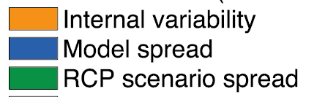 Internal variability
Model spread
RCP scenario spread